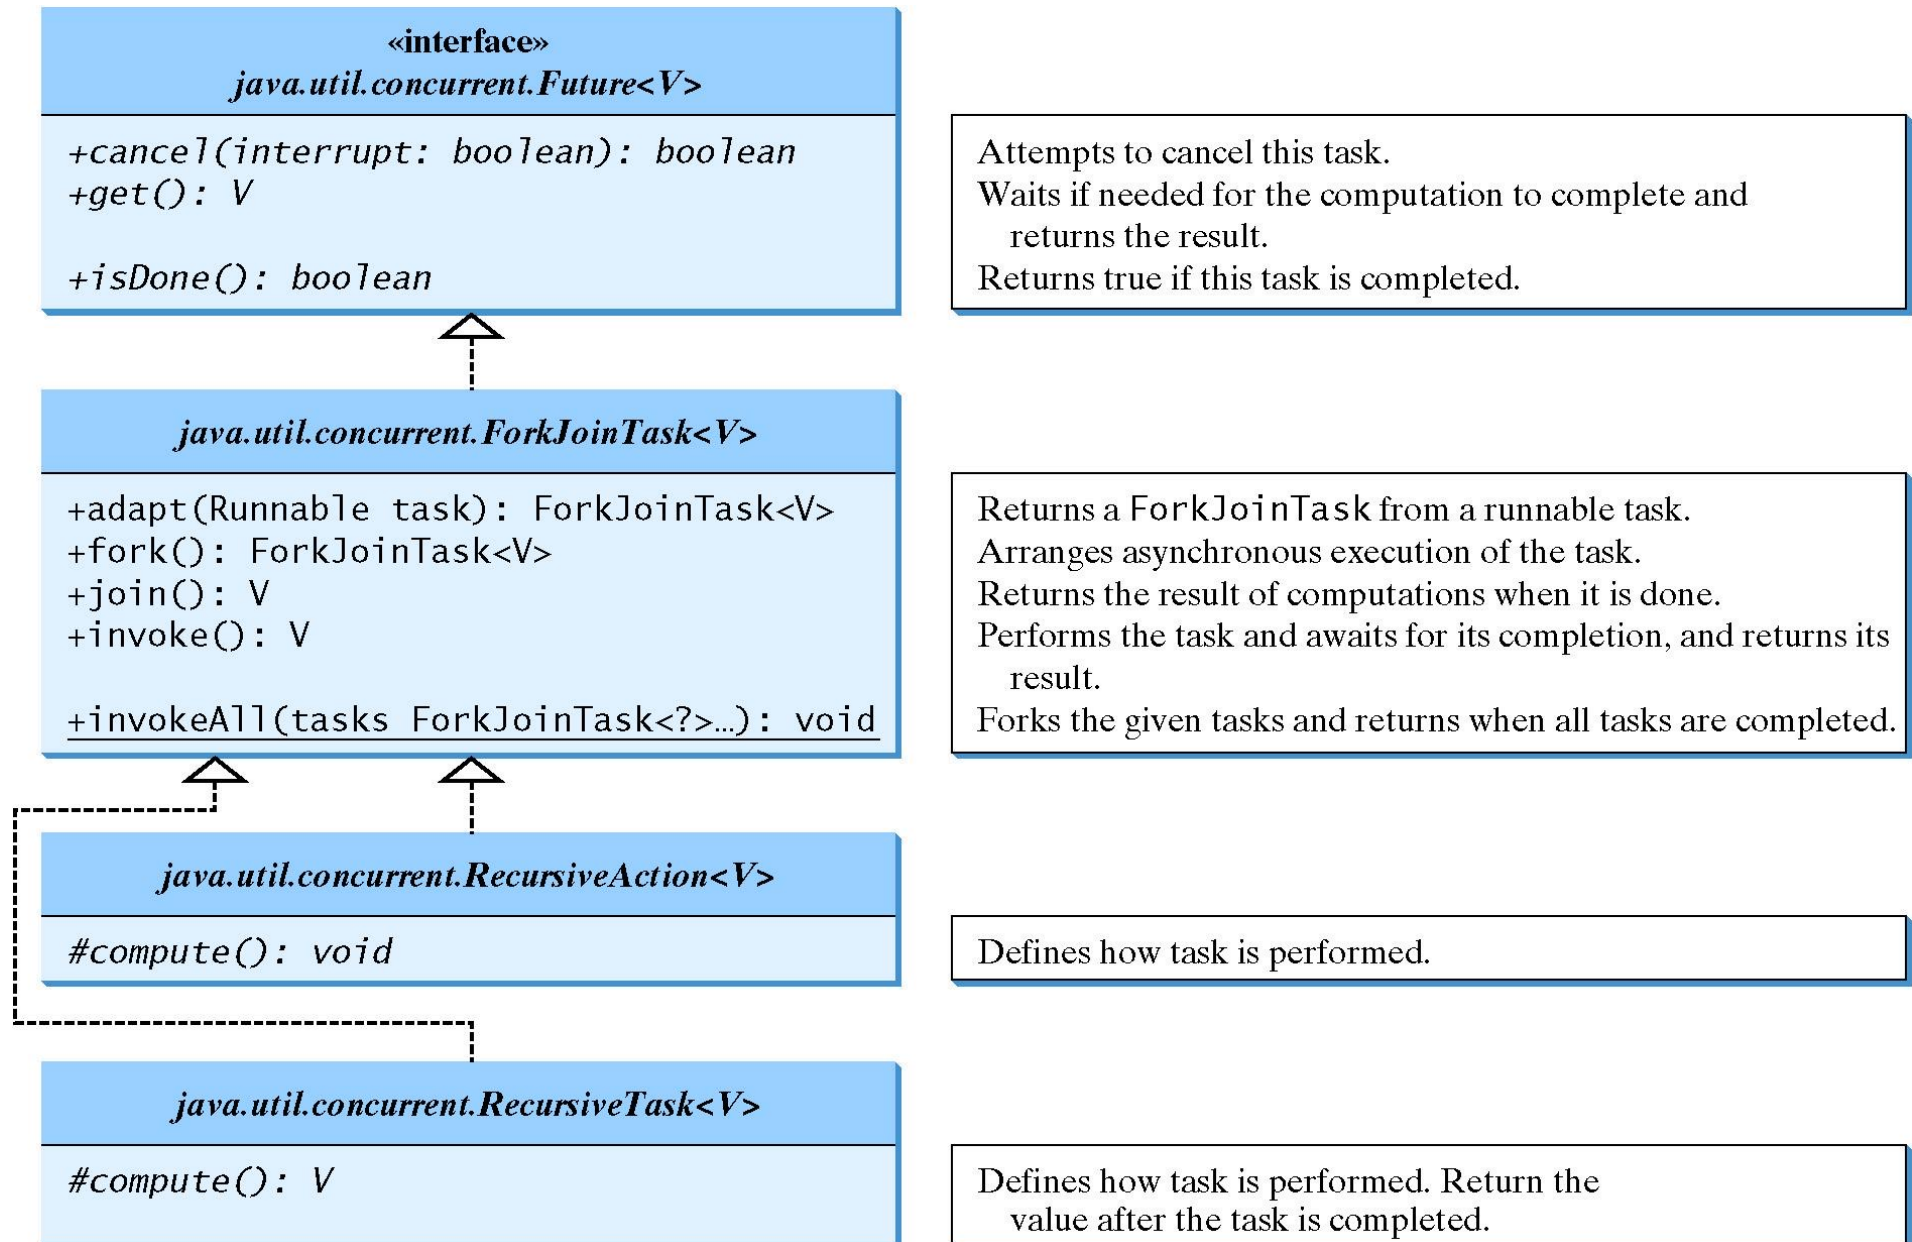 «interface»
java.util.concurrent.Future<V>
+cancel(interrupt: boolean): boolean
+get(): V
+isDone(): boolean
Attempts to cancel this task.
Waits if needed for the computation to complete and
returns the result.
Returns true if this task is completed.
java.util.concurrent.ForkJoinTask<V>
+adapt(Runnable task): ForkJoinTask<V>
+fork(): ForkJoinTask<V>
+join(): V
+invoke(): V
+invokeAll(tasks ForkJoinTask<?>…): void
Returns a ForkJoinTask from a runnable task.
Arranges asynchronous execution of the task.
Returns the result of computations when it is done.
Performs the task and awaits for its completion, and returns its
result.
Forks the given tasks and returns when all tasks are completed.
java.util.concurrent.RecursiveAction<V>
#compute(): void
Defines how task is performed.
java.util.concurrent.RecursiveTask<V>
#compute(): V
Defines how task is performed. Return the
value after the task is completed.